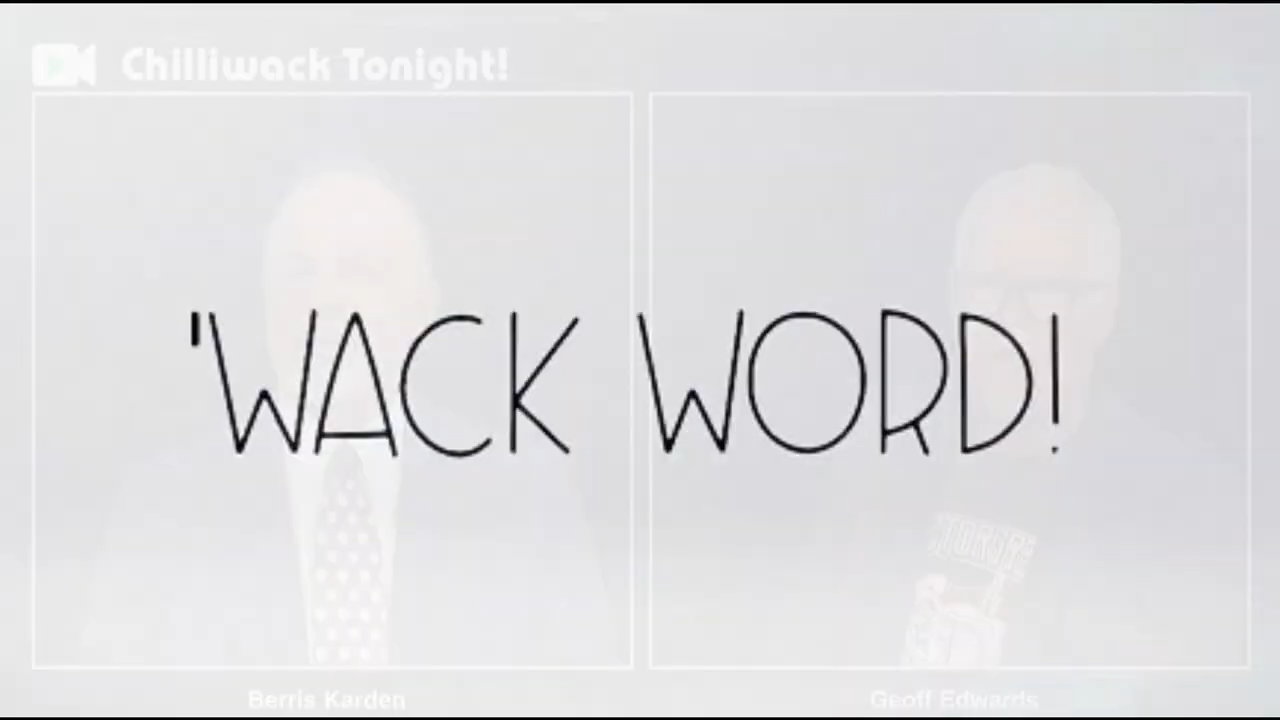 Chilliwack Tonight!
'WACK WORD!
Berris Karden
Geoff Edwards